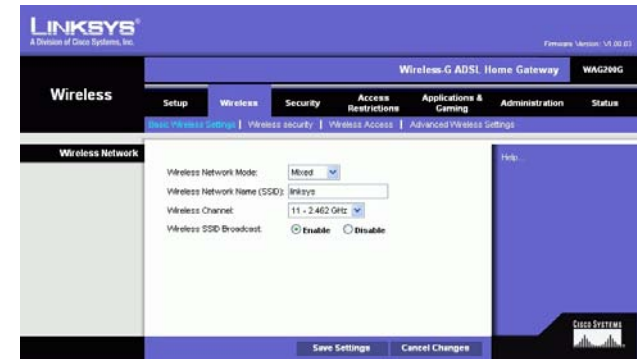 LINKSYS®
A Division of Cisco Systems, Inc.
Firmware Version: V1.00.03
Wireless-G ADSL Home Gateway WAG200G
Wireless
Setup Wireless Security Access Restrictions Applications & Gaming Administration Status
Basic Wireless Settings | Wireless security | Wireless Access | Advanced Wireless Settings
Wireless Network
Help...
Wireless Network Mode: Mixed
Wireless Network Name (SSID): linksys
Wireless Channel: 11 - 2.462 GHz
Wireless SSID Broadcast: Enable Disable
Save Settings Cancel Changes
CISCO SYSTEMS